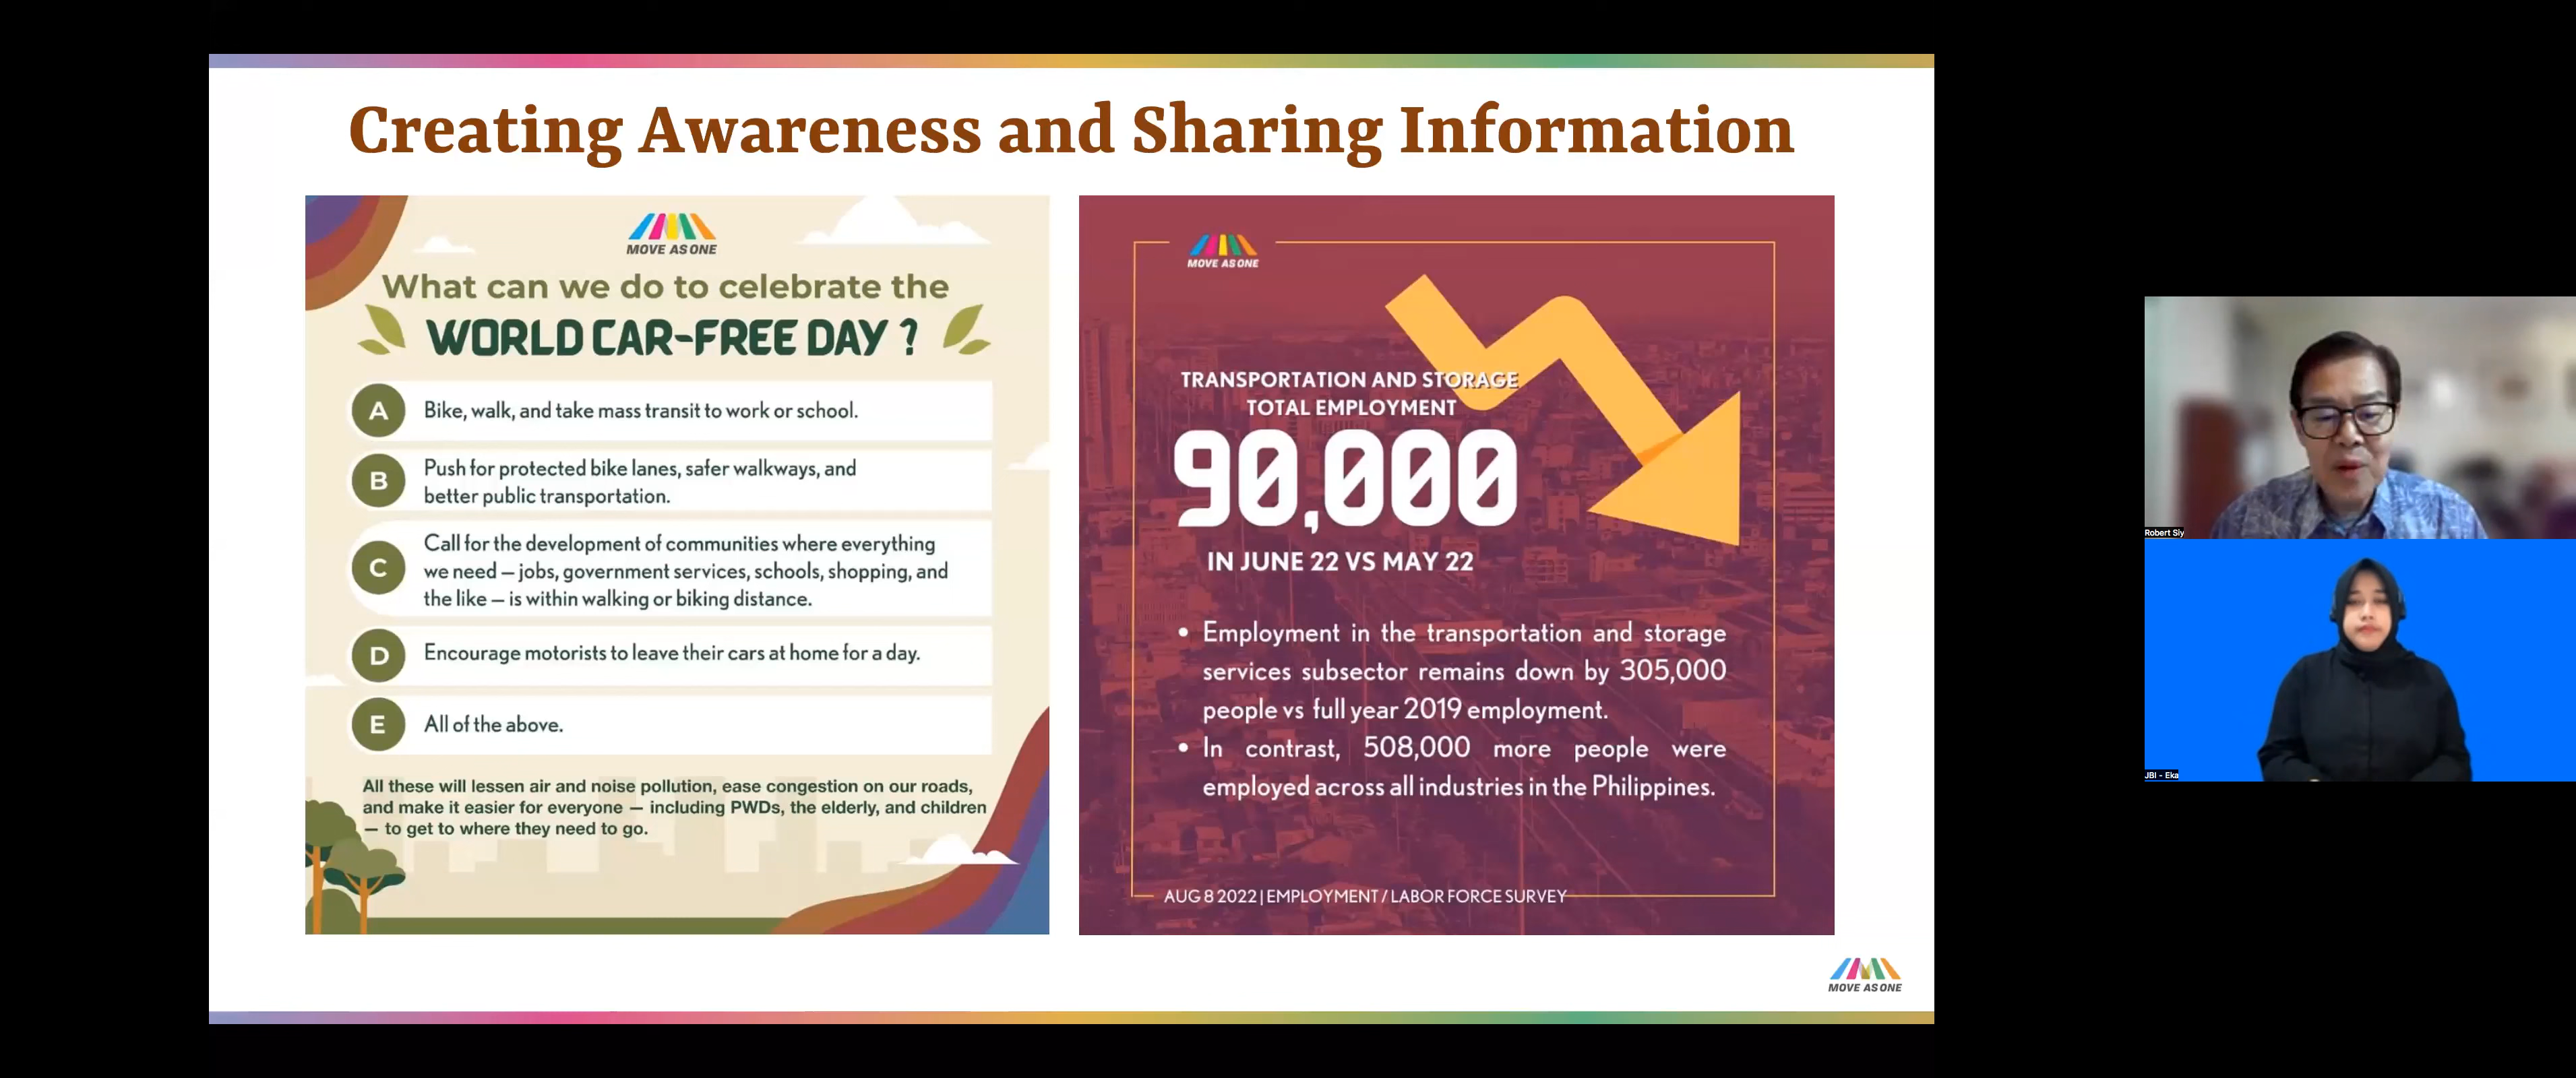 Creating Awareness and Sharing Information
MOVE AS ONE
What can we do to celebrate the
WORLD CAR-FREE DAY ?
A
Bike, walk, and take mass transit to work or school.
B
Push for protected bike lanes, safer walkways, and
better public transportation.
C
Call for the development of communities where everything
we need – jobs, government services, schools, shopping, and
the like – is within walking or biking distance.
D
Encourage motorists to leave their cars at home for a day.
E
All of the above.
All these will lessen air and noise pollution, ease congestion on our roads,
and make it easier for everyone – including PWDs, the elderly, and children
– to get to where they need to go.
MOVE AS ONE
TRANSPORTATION AND STORAGE
TOTAL EMPLOYMENT
90,000
IN JUNE 22 VS MAY 22
• Employment in the transportation and storage
services subsector remains down by 305,000
people vs full year 2019 employment.
• In contrast, 508,000 more people were
employed across all industries in the Philippines.
AUG 8 2022 | EMPLOYMENT / LABOR FORCE SURVEY
MOVE AS ONE
Robert Siy
JBI - Eka